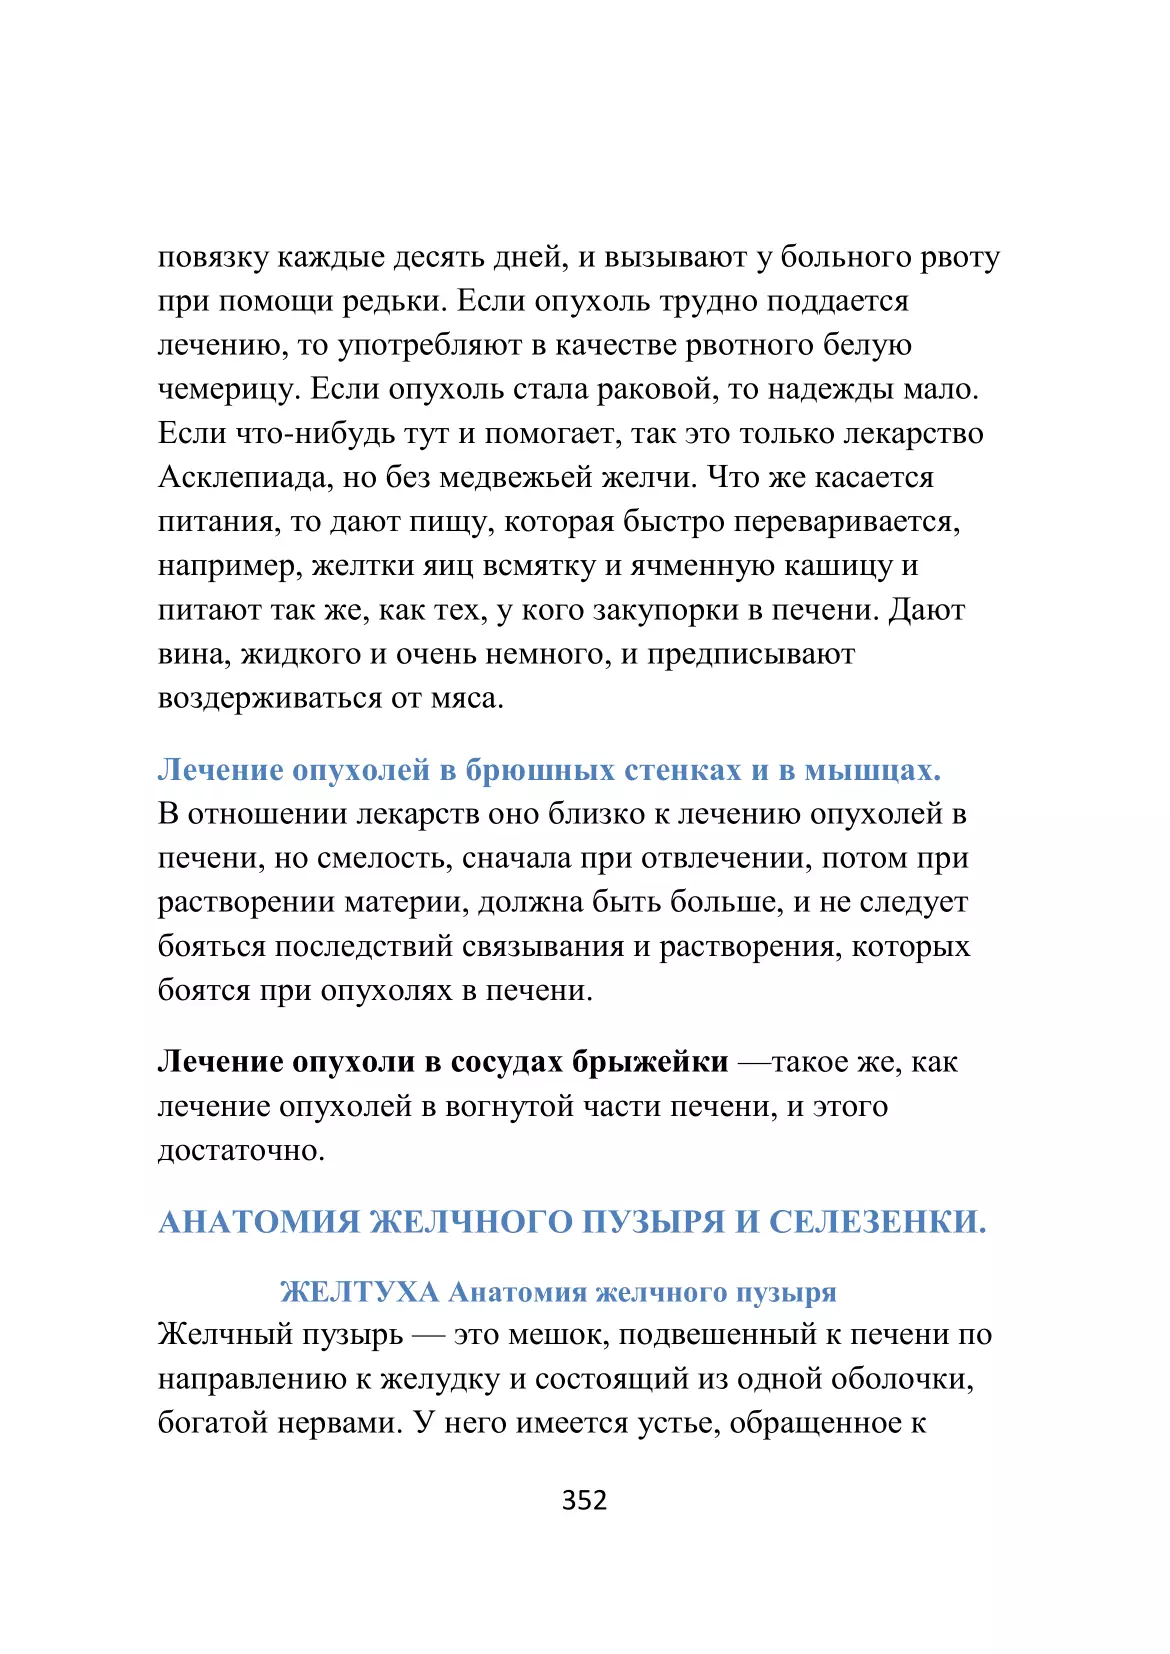 повязку каждые десять дней, и вызывают у больного рвоту
при помощи редьки. Если опухоль трудно поддается
лечению, то употребляют в качестве рвотного белую
чемерицу. Если опухоль стала раковой, то надежды мало.
Если что-нибудь тут и помогает, так это только лекарство
Асклепиада, но без медвежьей желчи. Что же касается
питания, то дают пищу, которая быстро переваривается,
например, желтки яиц всмятку и ячменную кашицу и
питают так же, как тех, у кого закупорки в печени. Дают
вина, жидкого и очень немного, и предписывают
воздерживаться от мяса.
Лечение опухолей в брюшных стенках и в мышцах.
В отношении лекарств оно близко к лечению опухолей в
печени, но смелость, сначала при отвлечении, потом при
растворении материи, должна быть больше, и не следует
бояться последствий связывания и растворения, которых
боятся при опухолях в печени.
Лечение опухоли в сосудах брыжейки —такое же, как
лечение опухолей в вогнутой части печени, и этого
достаточно.
АНАТОМИЯ ЖЕЛЧНОГО ПУЗЫРЯ И СЕЛЕЗЕНКИ.
ЖЕЛТУХА Анатомия желчного пузыря
Желчный пузырь — это мешок, подвешенный к печени по
направлению к желудку и состоящий из одной оболочки,
богатой нервами. У него имеется устье, обращенное к
352